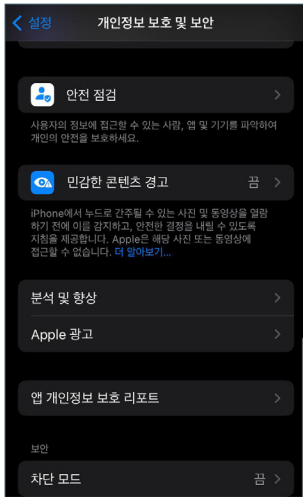 설정
개인정보 보호 및 보안
안전 점검
사용자의 정보에 접근할 수 있는 사람, 앱 및 기기를 파악하여
개인의 안전을 보호하세요.
민감한 콘텐츠 경고 끔
iPhone에서 누드로 간주될 수 있는 사진 및 동영상을 열람
하기 전에 이를 감지하고, 안전한 결정을 내릴 수 있도록
지침을 제공합니다. Apple은 해당 사진 또는 동영상에
접근할 수 없습니다. 더 알아보기...
분석 및 향상
Apple 광고
앱 개인정보 보호 리포트
보안
차단 모드 끔